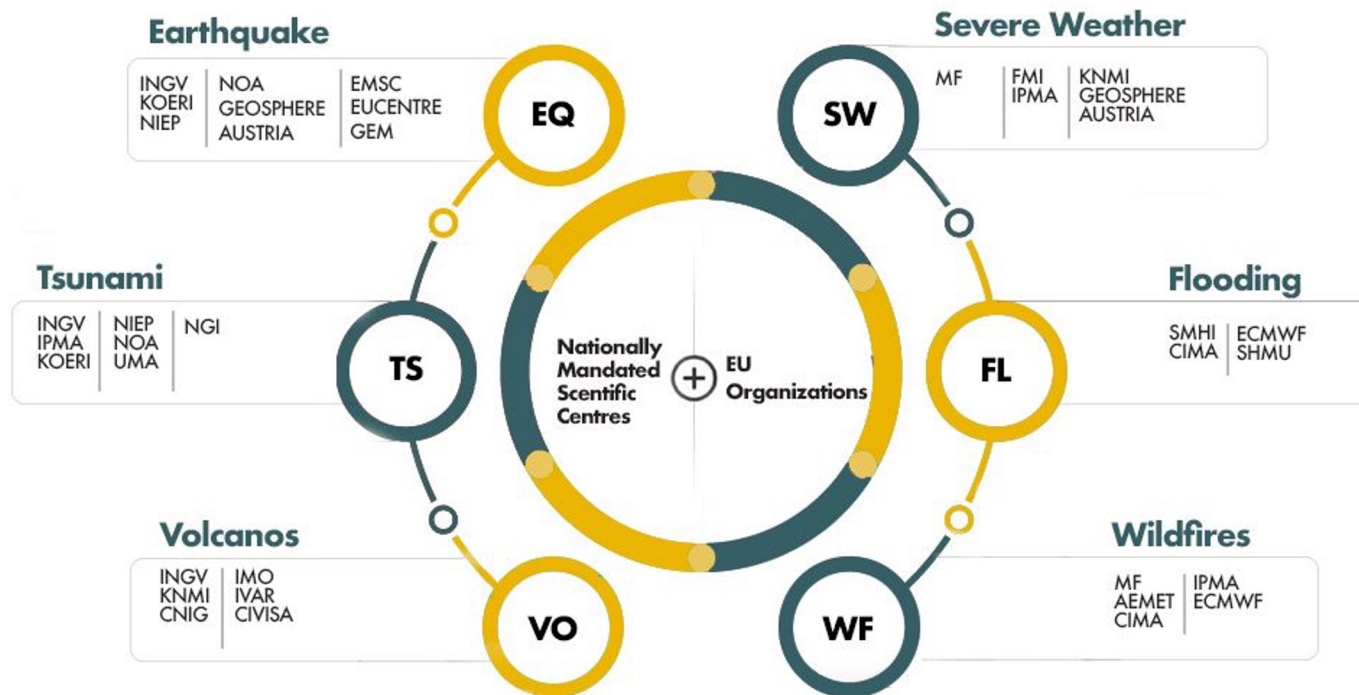 Earthquake
INGV
KOERI
NIEP
NOA
GEOSPHERE
AUSTRIA
EMSC
EUCENTRE
GEM
EQ
Severe Weather
MF
FMI
IPMA
KNMI
GEOSPHERE
AUSTRIA
SW
Tsunami
INGV
IPMA
KOERI
NIEP
NOA
UMA
NGI
TS
Nationally
Mandated
Scentific
Centres
EU
Organizations
Flooding
SMHI
CIMA
ECMWF
SHMU
FL
Volcanos
INGV
KNMI
CNIG
IMO
IVAR
CIVISA
VO
Wildfires
MF
AEMET
CIMA
IPMA
ECMWF
WF